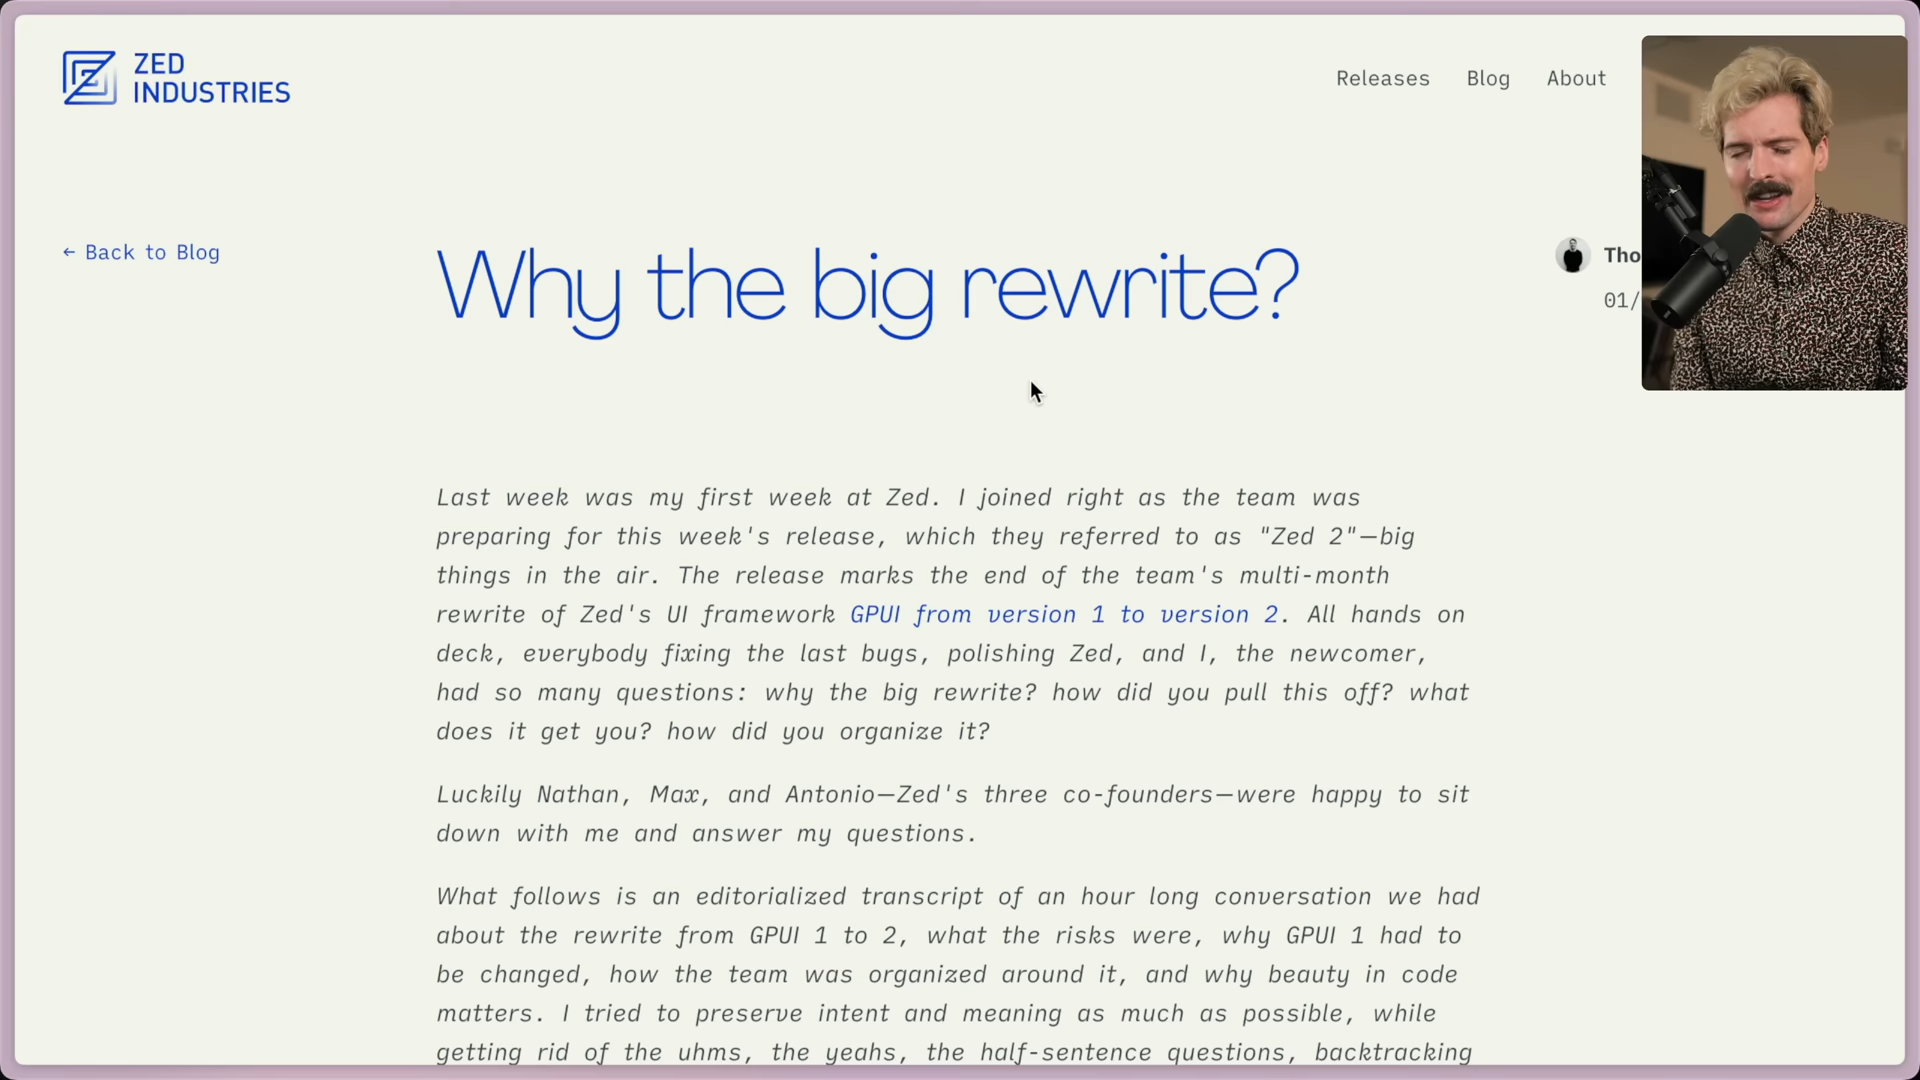 ZED
INDUSTRIES
Releases Blog About
← Back to Blog
Why the big rewrite?
Tho
01/
Last week was my first week at Zed. I joined right as the team was
preparing for this week's release, which they referred to as "Zed 2"—big
things in the air. The release marks the end of the team's multi-month
rewrite of Zed's UI framework GPUI from version 1 to version 2. All hands on
deck, everybody fixing the last bugs, polishing Zed, and I, the newcomer,
had so many questions: why the big rewrite? how did you pull this off? what
does it get you? how did you organize it?
Luckily Nathan, Max, and Antonio—Zed's three co-founders—were happy to sit
down with me and answer my questions.
What follows is an editorialized transcript of an hour long conversation we had
about the rewrite from GPUI 1 to 2, what the risks were, why GPUI 1 had to
be changed, how the team was organized around it, and why beauty in code
matters. I tried to preserve intent and meaning as much as possible, while
getting rid of the uhms, the yeahs, the half-sentence questions, backtracking